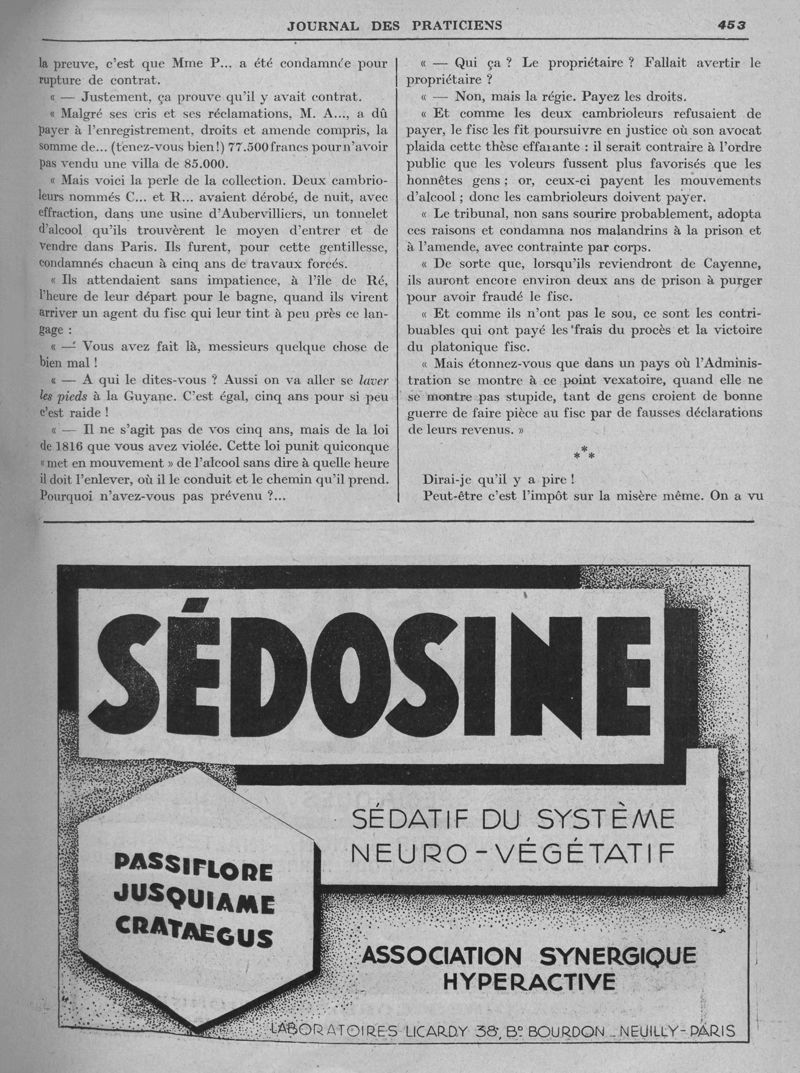 JOURNAL DES PRATICIENS
453
la preuve, c'est que Mme P... a été condamnée pour
rupture de contrat.
« — Justement, ça prouve qu'il y avait contrat.
« Malgré ses cris et ses réclamations, M. A..., a dû
payer à l'enregistrement, droits et amende compris, la
somme de... (tenez-vous bien!) 77.500 francs pour n'avoir
pas vendu une villa de 85.000.
« Mais voici la perle de la collection. Deux cambrio-
leurs nommés C... et R... avaient dérobé, de nuit, avec
effraction, dans une usine d'Aubervilliers, un tonnelet
d'alcool qu'ils trouvèrent le moyen d'entrer et de
vendre dans Paris. Ils furent, pour cette gentillesse,
condamnés chacun à cinq ans de travaux forcés.
« Ils attendaient sans impatience, à l'île de Ré,
l'heure de leur départ pour le bagne, quand ils virent
arriver un agent du fisc qui leur tint à peu près ce lan-
gage :
« — Vous avez fait là, messieurs quelque chose de
bien mal !
« — A qui le dites-vous ? Aussi on va aller se laver
les pieds à la Guyane. C'est égal, cinq ans pour si peu
c'est raide !
« — Il ne s'agit pas de vos cinq ans, mais de la loi
de 1816 que vous avez violée. Cette loi punit quiconque
« met en mouvement » de l'alcool sans dire à quelle heure
il doit l'enlever, où il le conduit et le chemin qu'il prend.
Pourquoi n'avez-vous pas prévenu ?...
« — Qui ça ? Le propriétaire ? Fallait avertir le
propriétaire ?
« — Non, mais la régie. Payez les droits.
« Et comme les deux cambrioleurs refusaient de
payer, le fisc les fit poursuivre en justice où son avocat
plaida cette thèse effarante : il serait contraire à l'ordre
public que les voleurs fussent plus favorisés que les
honnêtes gens ; or, ceux-ci payent les mouvements
d'alcool ; donc les cambrioleurs doivent payer.
« Le tribunal, non sans sourire probablement, adopta
ces raisons et condamna nos malandrins à la prison et
à l'amende, avec contrainte par corps.
« De sorte que, lorsqu'ils reviendront de Cayenne,
ils auront encore environ deux ans de prison à purger
pour avoir fraudé le fisc.
« Et comme ils n'ont pas le sou, ce sont les contri-
buables qui ont payé les frais du procès et la victoire
du platonique fisc.
« Mais étonnez-vous que dans un pays où l'Adminis-
tration se montre à ce point vexatoire, quand elle ne
se montre pas stupide, tant de gens croient de bonne
guerre de faire pièce au fisc par de fausses déclarations
de leurs revenus. »
***
Dirai-je qu'il y a pire !
Peut-être c'est l'impôt sur la misère même. On a vu
SÉDOSINE
SÉDATIF DU SYSTÈME
NEURO-VÉGÉTATIF
PASSIFLORE
JUSQUIAME
CRATAEGUS
ASSOCIATION SYNERGIQUE
HYPERACTIVE
LABORATOIRES LICARDY 38, Bᴰ BOURDON _ NEUILLY-PARIS